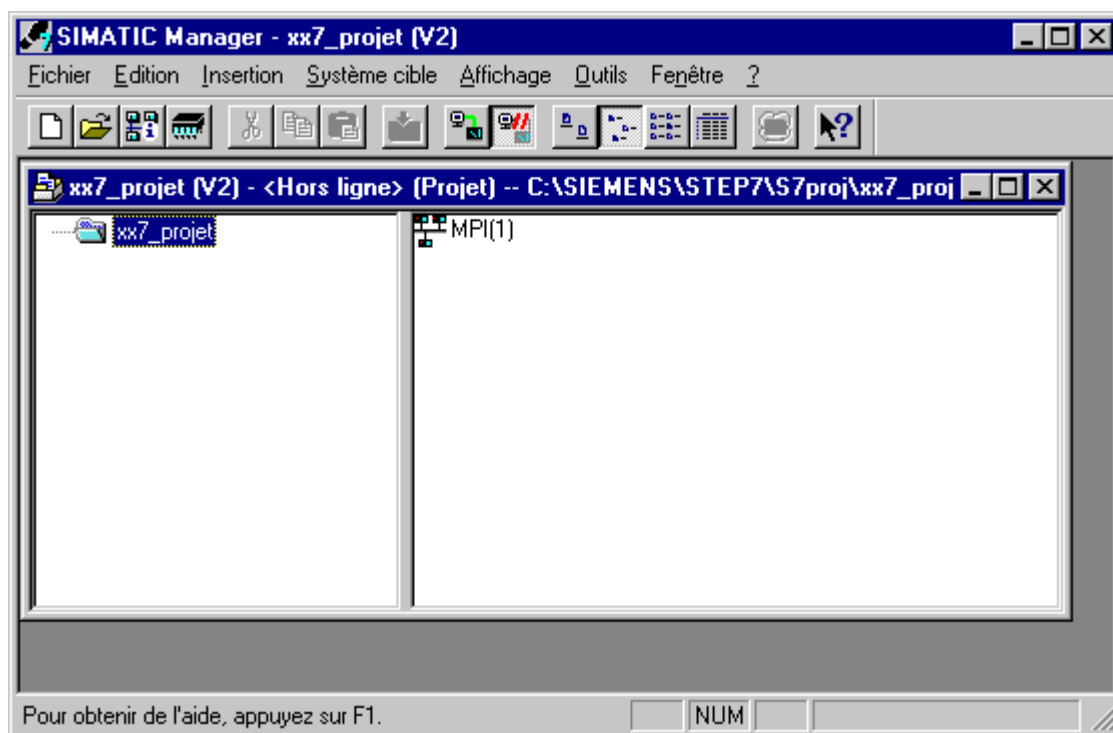 SIMATIC Manager - xx7_projet (V2)
Fichier Edition Insertion Système cible Affichage Outils Fenêtre ?
xx7_projet (V2) - <Hors ligne> (Projet) -- C:\SIEMENS\STEP7\S7proj\xx7_proj
xx7_projet
MPI(1)
Pour obtenir de l'aide, appuyez sur F1.
NUM